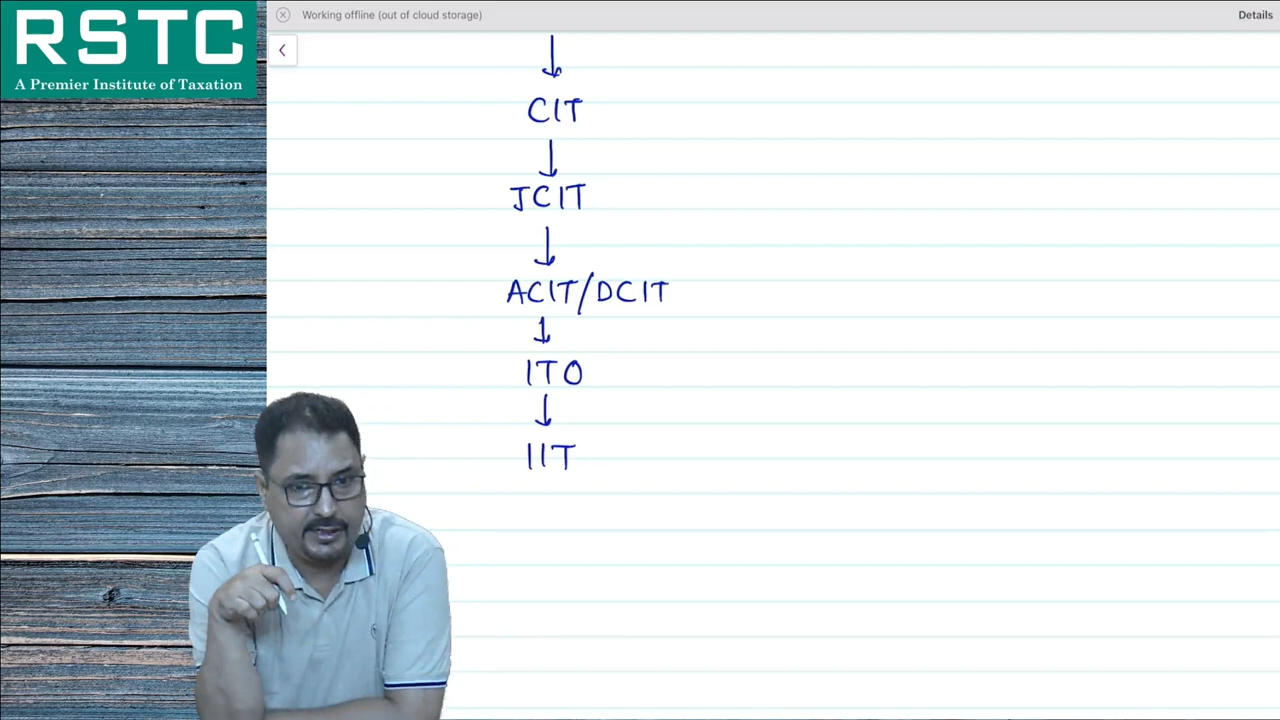 RSTC
A Premier Institute of Taxation
Working offline (out of cloud storage)
Details
CIT
JCIT
ACIT/DCIT
ITO
IIT